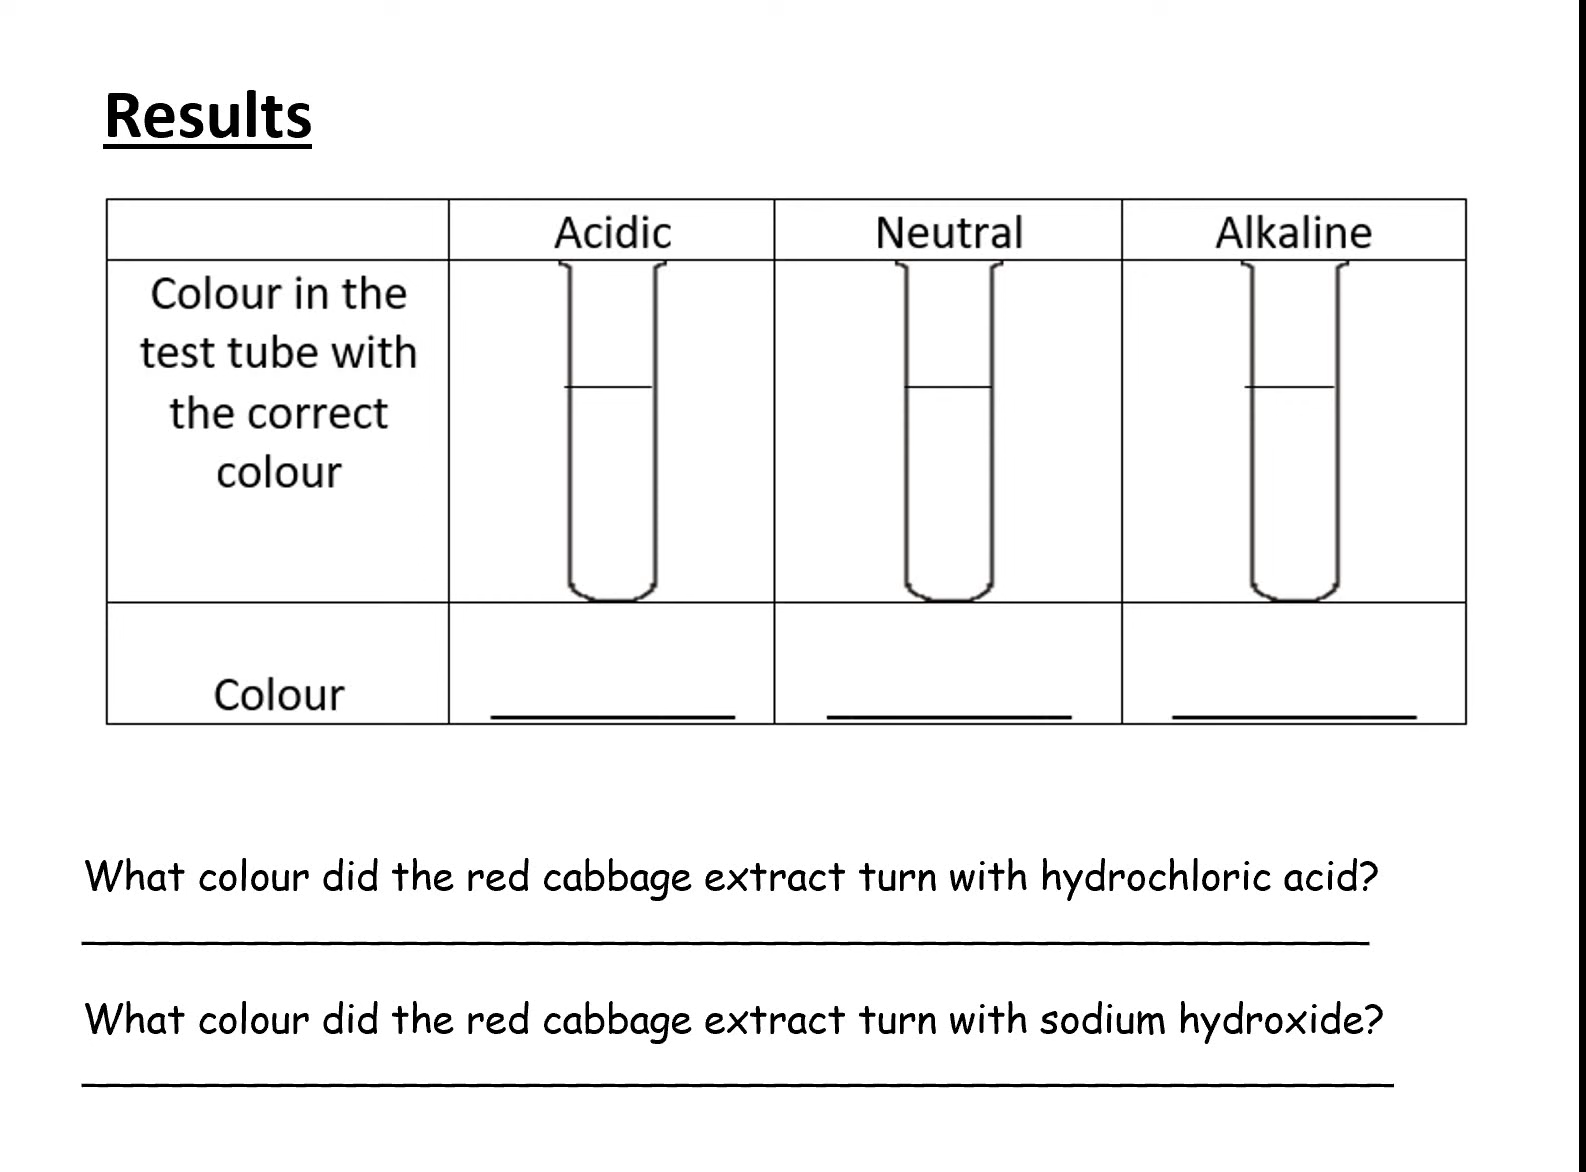 Results
Acidic Neutral Alkaline
Colour in the
test tube with
the correct
colour
Colour
What colour did the red cabbage extract turn with hydrochloric acid?
What colour did the red cabbage extract turn with sodium hydroxide?